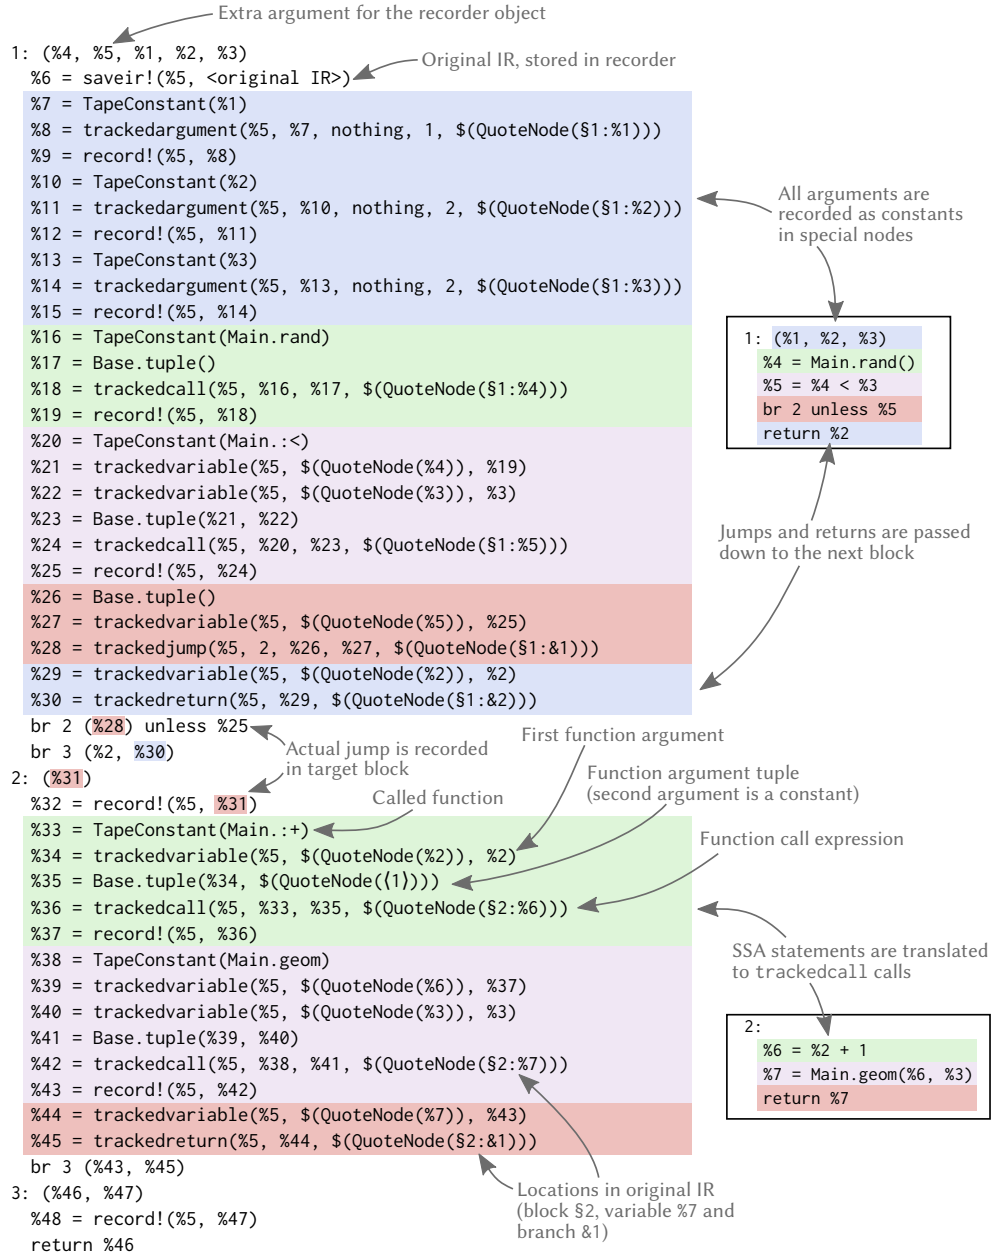 Extra argument for the recorder object
1: (%4, %5, %1, %2, %3)
Original IR, stored in recorder
%6 = saveir!(%5, <original IR>)
%7 = TapeConstant(%1)
%8 = trackedargument(%5, %7, nothing, 1, $(QuoteNode(§1:%1)))
%9 = record!(%5, %8)
%10 = TapeConstant(%2)
%11 = trackedargument(%5, %10, nothing, 2, $(QuoteNode(§1:%2)))
%12 = record!(%5, %11)
%13 = TapeConstant(%3)
%14 = trackedargument(%5, %13, nothing, 2, $(QuoteNode(§1:%3)))
%15 = record!(%5, %14)
All arguments are
recorded as constants
in special nodes
%16 = TapeConstant(Main.rand)
%17 = Base.tuple()
%18 = trackedcall(%5, %16, %17, $(QuoteNode(§1:%4)))
%19 = record!(%5, %18)
1: (%1, %2, %3)
%4 = Main.rand()
%5 = %4 < %3
br 2 unless %5
return %2
%20 = TapeConstant(Main.:<)
%21 = trackedvariable(%5, $(QuoteNode(%4)), %19)
%22 = trackedvariable(%5, $(QuoteNode(%3)), %3)
%23 = Base.tuple(%21, %22)
%24 = trackedcall(%5, %20, %23, $(QuoteNode(§1:%5)))
%25 = record!(%5, %24)
Jumps and returns are passed
down to the next block
%26 = Base.tuple()
%27 = trackedvariable(%5, $(QuoteNode(%5)), %25)
%28 = trackedjump(%5, 2, %26, %27, $(QuoteNode(§1:&1)))
%29 = trackedvariable(%5, $(QuoteNode(%2)), %2)
%30 = trackedreturn(%5, %29, $(QuoteNode(§1:&2)))
br 2 (%28) unless %25
br 3 (%2, %30)
Actual jump is recorded
in target block
First function argument
2: (%31)
%32 = record!(%5, %31)
Called function
Function argument tuple
(second argument is a constant)
%33 = TapeConstant(Main.:+)
%34 = trackedvariable(%5, $(QuoteNode(%2)), %2)
%35 = Base.tuple(%34, $(QuoteNode(⟨1⟩)))
%36 = trackedcall(%5, %33, %35, $(QuoteNode(§2:%6)))
%37 = record!(%5, %36)
Function call expression
%38 = TapeConstant(Main.geom)
%39 = trackedvariable(%5, $(QuoteNode(%6)), %37)
%40 = trackedvariable(%5, $(QuoteNode(%3)), %3)
%41 = Base.tuple(%39, %40)
%42 = trackedcall(%5, %38, %41, $(QuoteNode(§2:%7)))
%43 = record!(%5, %42)
SSA statements are translated
to trackedcall calls
2:
%6 = %2 + 1
%7 = Main.geom(%6, %3)
return %7
%44 = trackedvariable(%5, $(QuoteNode(%7)), %43)
%45 = trackedreturn(%5, %44, $(QuoteNode(§2:&1)))
br 3 (%43, %45)
3: (%46, %47)
%48 = record!(%5, %47)
return %46
Locations in original IR
(block §2, variable %7 and
branch &1)